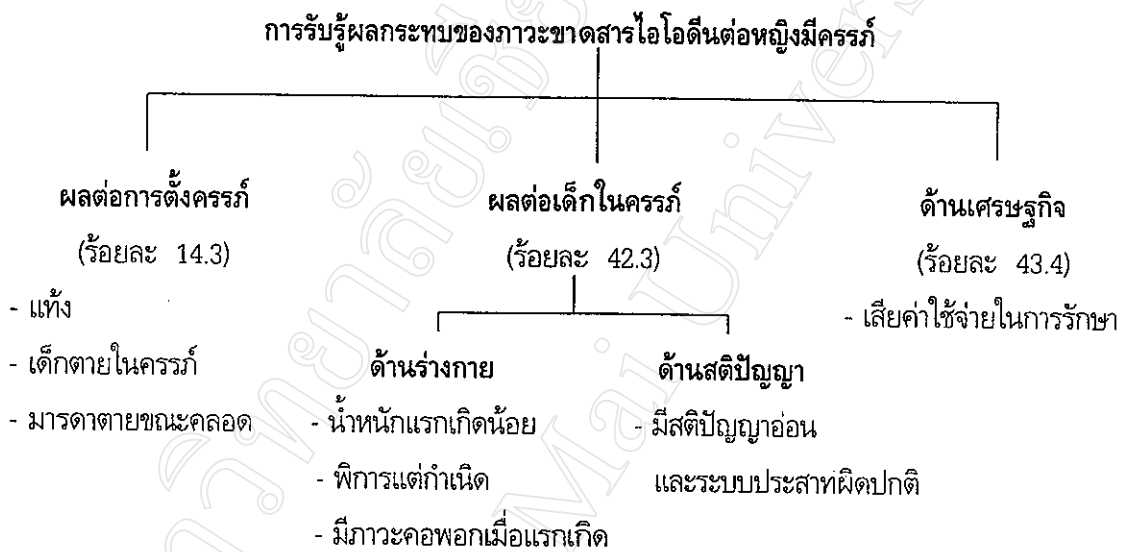 การรับรู้ผลกระทบของภาวะขาดสารไอโอดีนต่อหญิงมีครรภ์
ผลต่อการตั้งครรภ์
(ร้อยละ 14.3)
- แท้ง
- เด็กตายในครรภ์
- มารดาตายขณะคลอด
ผลต่อเด็กในครรภ์
(ร้อยละ 42.3)
ด้านร่างกาย
- น้ำหนักแรกเกิดน้อย
- พิการแต่กำเนิด
- มีภาวะคอพอกเมื่อแรกเกิด
ด้านสติปัญญา
- มีสติปัญญาอ่อน
และระบบประสาทผิดปกติ
ด้านเศรษฐกิจ
(ร้อยละ 43.4)
- เสียค่าใช้จ่ายในการรักษา